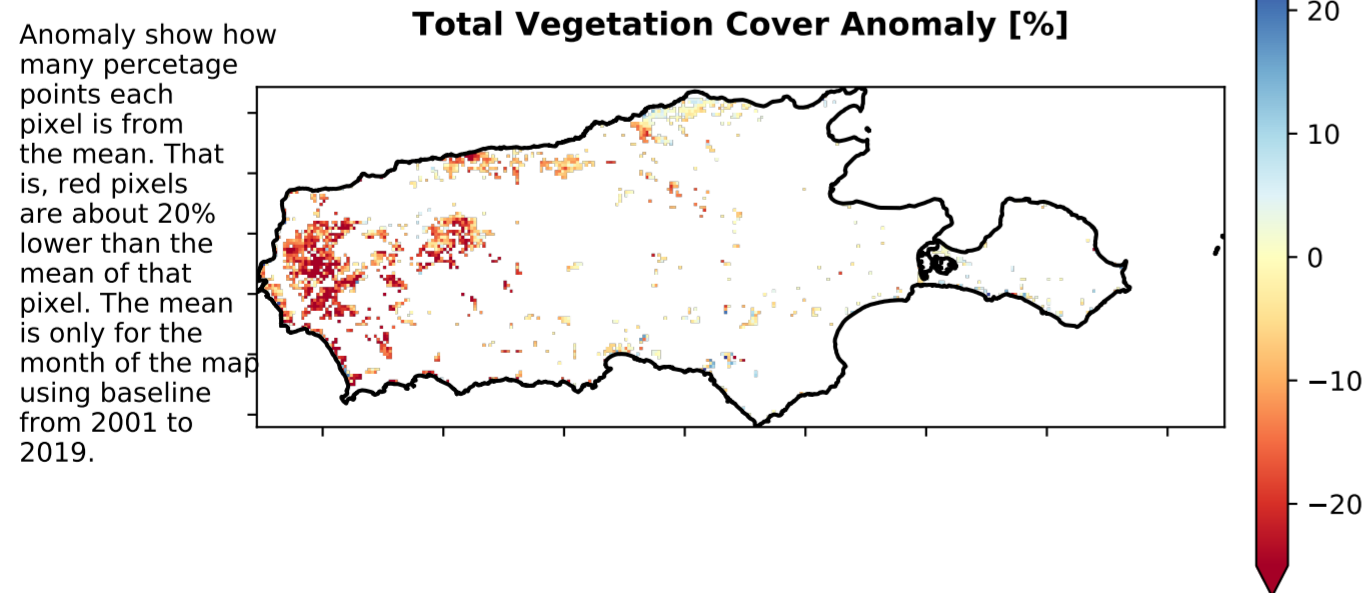 Total Vegetation Cover Anomaly [%]
Anomaly show how
many percetage
points each
pixel is from
the mean. That
is, red pixels
are about 20%
lower than the
mean of that
pixel. The mean
is only for the
month of the map
using baseline
from 2001 to
2019.
20
10
0
−10
−20